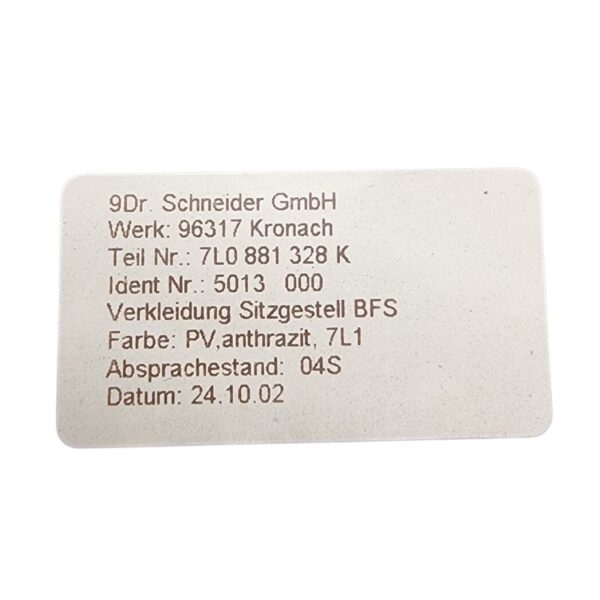 9Dr. Schneider GmbH
Werk: 96317 Kronach
Teil Nr.: 7L0 881 328 K
Ident Nr.: 5013 000
Verkleidung Sitzgestell BFS
Farbe: PV,anthrazit, 7L1
Absprachestand: 04S
Datum: 24.10.02